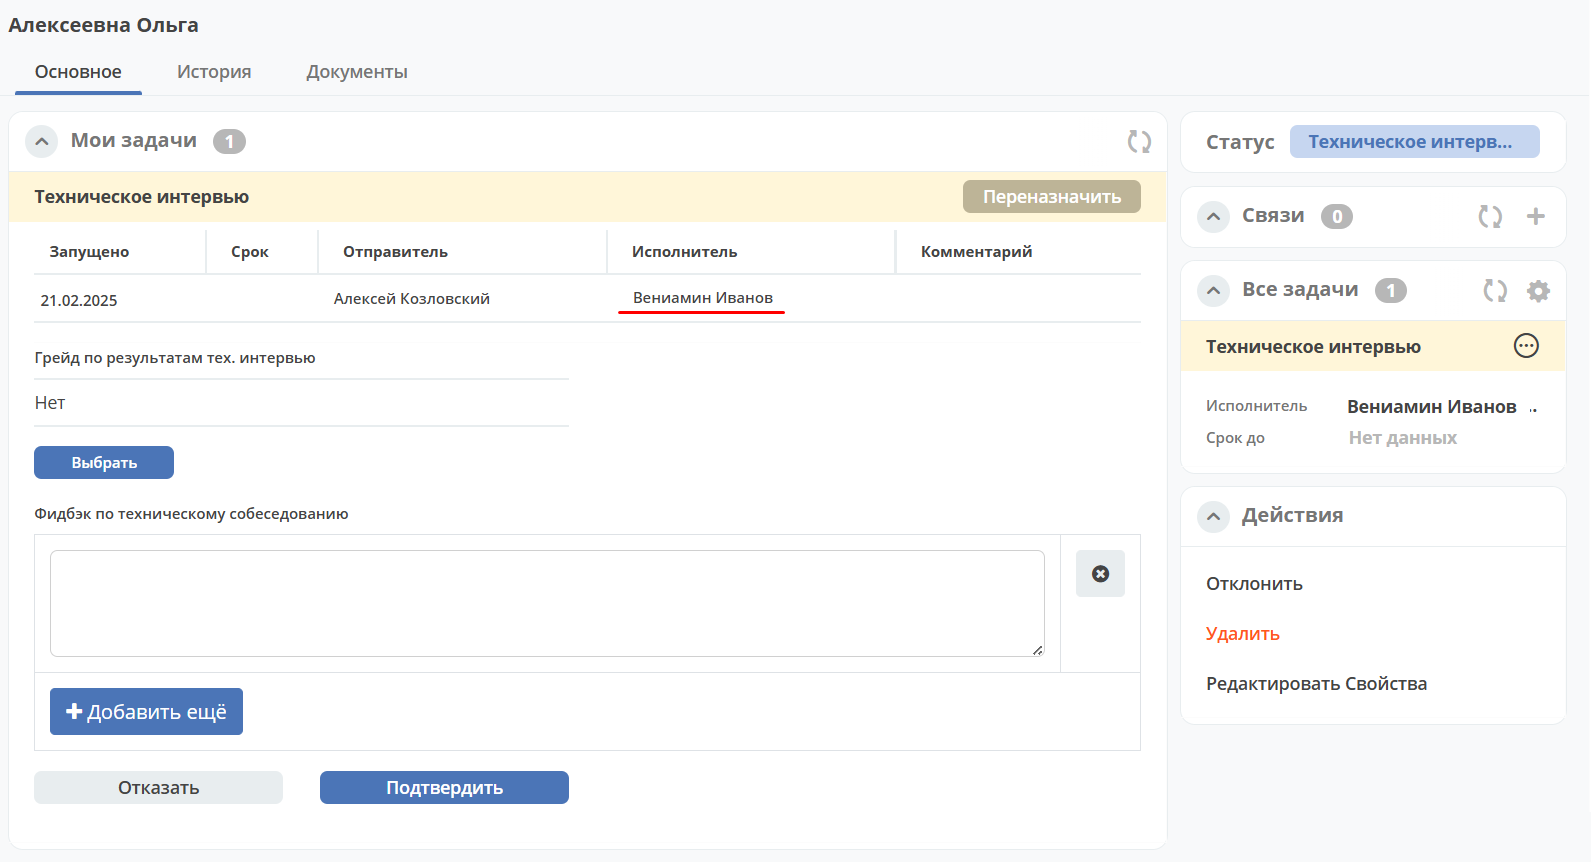 Алексеевна Ольга
Основное История Документы
Мои задачи 1
Техническое интервью Переназначить
Запущено Срок Отправитель Исполнитель Комментарий
21.02.2025 Алексей Козловский Вениамин Иванов
Грейд по результатам тех. интервью
Нет
Выбрать
Фидбэк по техническому собеседованию
Добавить ещё
Отказать Подтвердить
Статус Техническое интерв...
Связи 0
Все задачи 1
Техническое интервью
Исполнитель Вениамин Иванов ..
Срок до Нет данных
Действия
Отклонить
Удалить
Редактировать Свойства